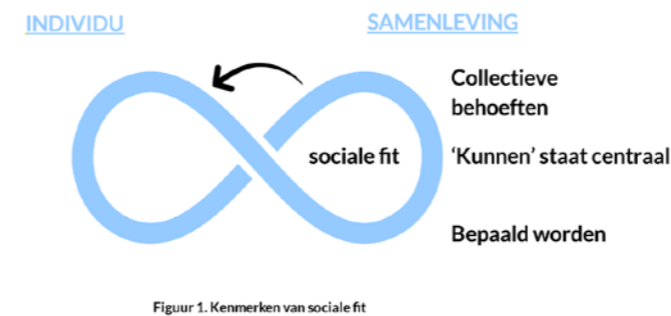 INDIVIDU
SAMENLEVING
Collectieve
behoeften
sociale fit
‘Kunnen’ staat centraal
Bepaald worden
Figuur 1. Kenmerken van sociale fit